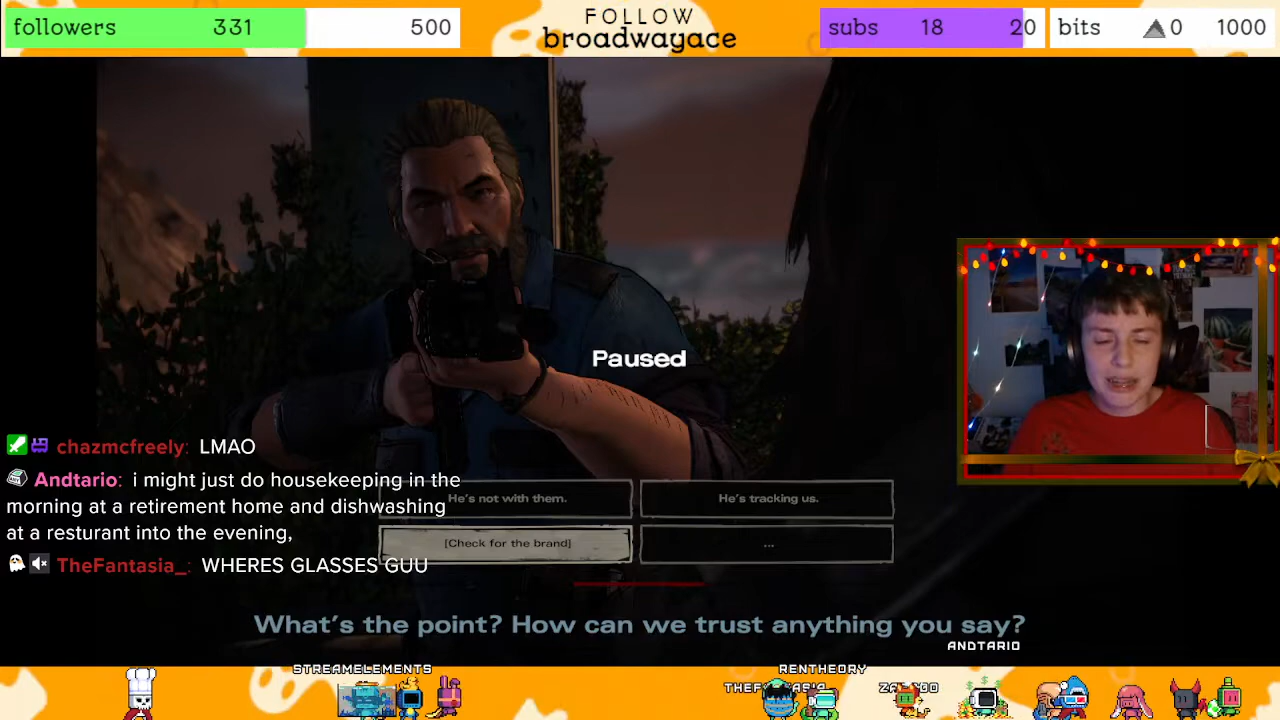 followers 331 500
FOLLOW
broadwayace
subs 18 20
bits 0 1000
Paused
chazmcfreely: LMAO
Andtario: i might just do housekeeping in the
morning at a retirement home and dishwashing
at a resturant into the evening,
TheFantasia_: WHERES GLASSES GUU
He's not with them.
He's tracking us.
[Check for the brand]
...
What's the point? How can we trust anything you say?
ANDTARIO
STREAMELEMENTS
RENTHEORY